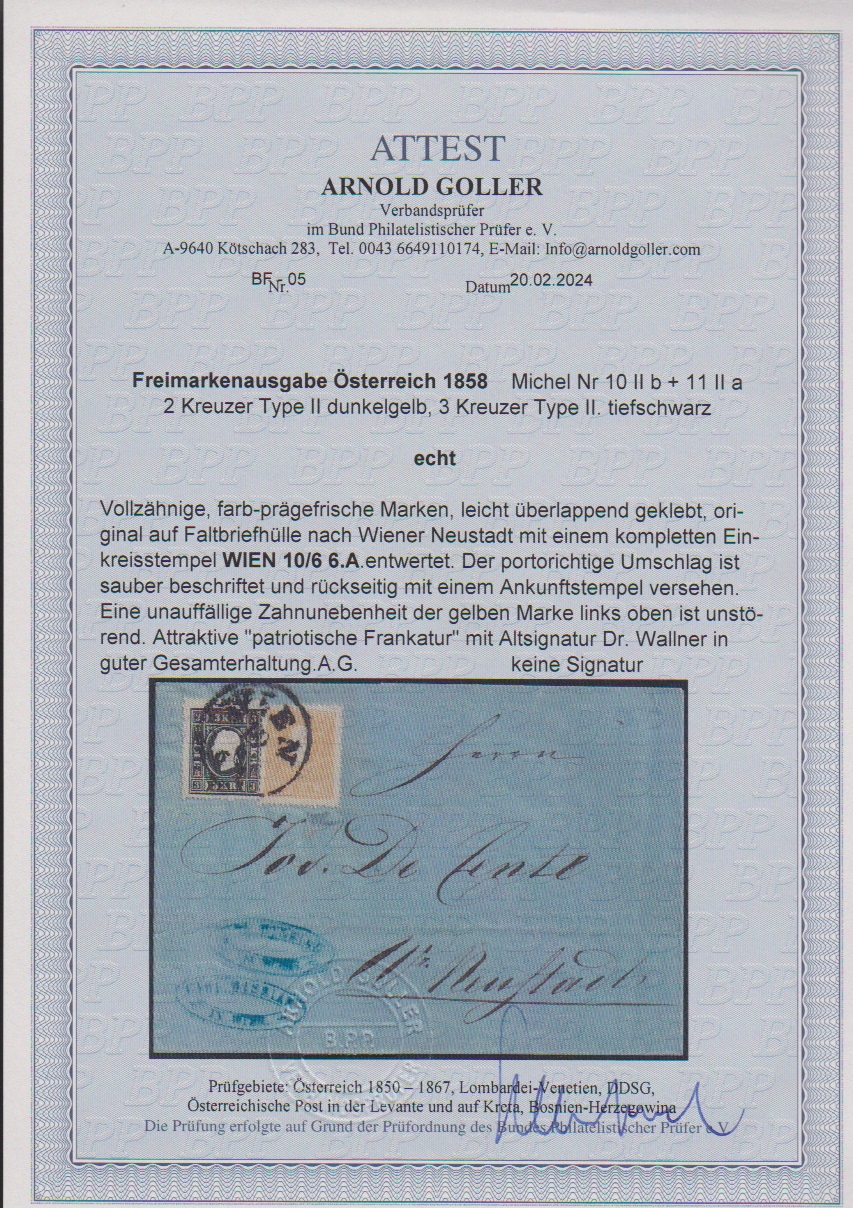 ATTEST
ARNOLD GOLLER
Verbandsprüfer
im Bund Philatelistischer Prüfer e. V.
A-9640 Kötschach 283, Tel. 0043 6649110174, E-Mail: Info@arnoldgoller.com
BF Nr. 05 Datum 20.02.2024
Freimarkenausgabe Österreich 1858 Michel Nr 10 II b + 11 II a
2 Kreuzer Type II dunkelgelb, 3 Kreuzer Type II. tiefschwarz
echt
Vollzähnige, farb-prägefrische Marken, leicht überlappend geklebt, ori-
ginal auf Faltbriefhülle nach Wiener Neustadt mit einem kompletten Ein-
kreisstempel WIEN 10/6 6.A.entwertet. Der portorichtige Umschlag ist
sauber beschriftet und rückseitig mit einem Ankunftstempel versehen.
Eine unauffällige Zahnunebenheit der gelben Marke links oben ist unstö-
rend. Attraktive "patriotische Frankatur" mit Altsignatur Dr. Wallner in
guter Gesamterhaltung.A.G. keine Signatur
WIEN
Herrn
Jos. De Cente
Wr. Neustadt
ARNOLD GOLLER
B.P.P.
Prüfgebiete: Österreich 1850 – 1867, Lombardei-Venetien, DDSG,
Österreichische Post in der Levante und auf Kreta, Bosnien-Herzegowina
Die Prüfung erfolgte auf Grund der Prüfordnung des Bundes Philatelistischer Prüfer e.V.